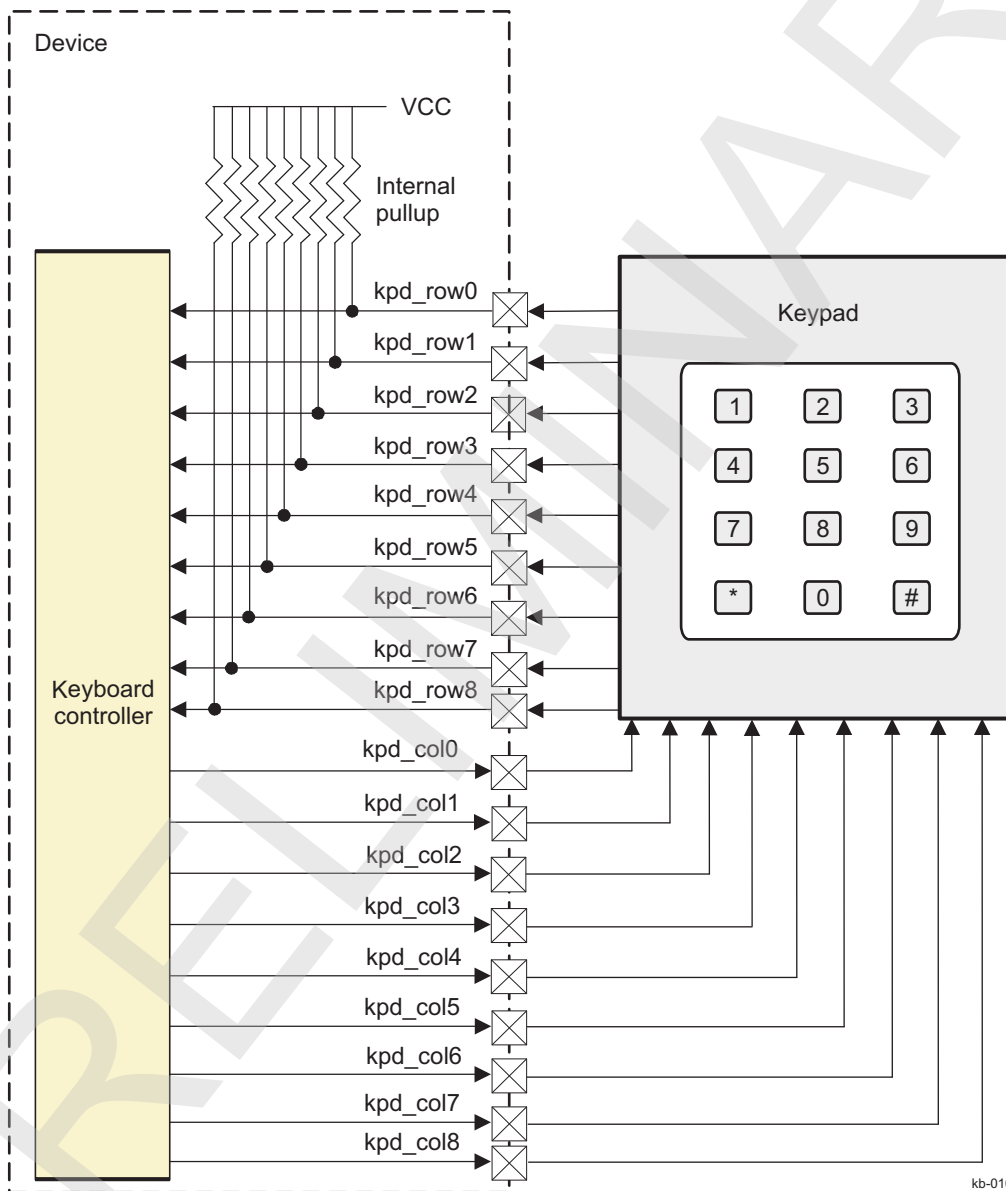 Device
VCC
Internal
pullup
kpd_row0
kpd_row1
kpd_row2
kpd_row3
kpd_row4
kpd_row5
kpd_row6
kpd_row7
kpd_row8
Keyboard
controller
kpd_col0
kpd_col1
kpd_col2
kpd_col3
kpd_col4
kpd_col5
kpd_col6
kpd_col7
kpd_col8
Keypad
1 2 3
4 5 6
7 8 9
* 0 #
RELIMINAR